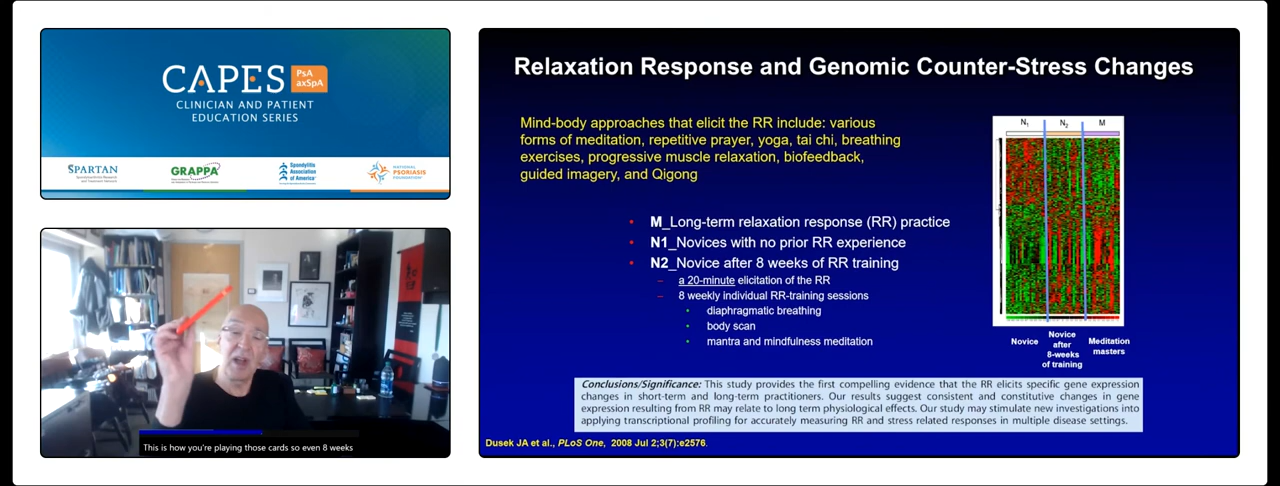 CAPES
PsA
axSpA
CLINICIAN AND PATIENT
EDUCATION SERIES
SPARTAN
GRAPPA
Spondylitis
Association
of America
NATIONAL
PSORIASIS
FOUNDATION
This is how you're playing those cards so even 8 weeks
Relaxation Response and Genomic Counter-Stress Changes
Mind-body approaches that elicit the RR include: various
forms of meditation, repetitive prayer, yoga, tai chi, breathing
exercises, progressive muscle relaxation, biofeedback,
guided imagery, and Qigong
• M_Long-term relaxation response (RR) practice
• N1_Novices with no prior RR experience
• N2_Novice after 8 weeks of RR training
– a 20-minute elicitation of the RR
– 8 weekly individual RR-training sessions
• diaphragmatic breathing
• body scan
• mantra and mindfulness meditation
N1 N2 M
Novice
Novice
after
8-weeks
of training
Meditation
masters
Conclusions/Significance: This study provides the first compelling evidence that the RR elicits specific gene expression
changes in short-term and long-term practitioners. Our results suggest consistent and constitutive changes in gene
expression resulting from RR may relate to long term physiological effects. Our study may stimulate new investigations into
applying transcriptional profiling for accurately measuring RR and stress related responses in multiple disease settings.
Dusek JA et al., PLoS One, 2008 Jul 2;3(7):e2576.